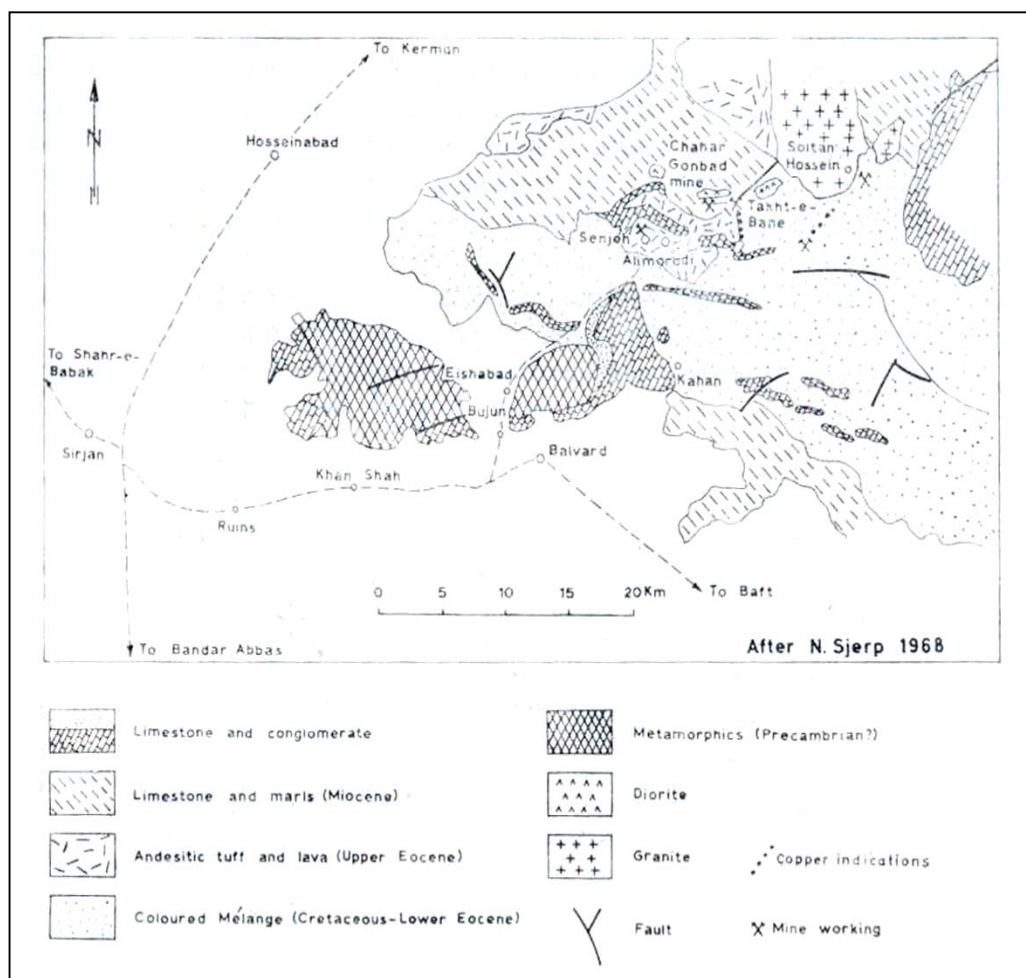 To Kerman
N
Hosseinabad
Chahar
Gonbad
mine
Soltan
Hossein
Takht-e-
Bane
Senjeh
Alimoradi
To Shahr-e-
Babak
Eishabad
Kahan
Bujun
Sirjan
Balvard
Khan Shah
Ruins
0 5 10 15 20 Km
To Baft
To Bandar Abbas
After N. Sjerp 1968
Limestone and conglomerate
Metamorphics (Precambrian?)
Limestone and marls (Miocene)
Diorite
Andesitic tuff and lava (Upper Eocene)
Granite
Copper indications
Coloured Mélange (Cretaceous-Lower Eocene)
Fault
Mine working